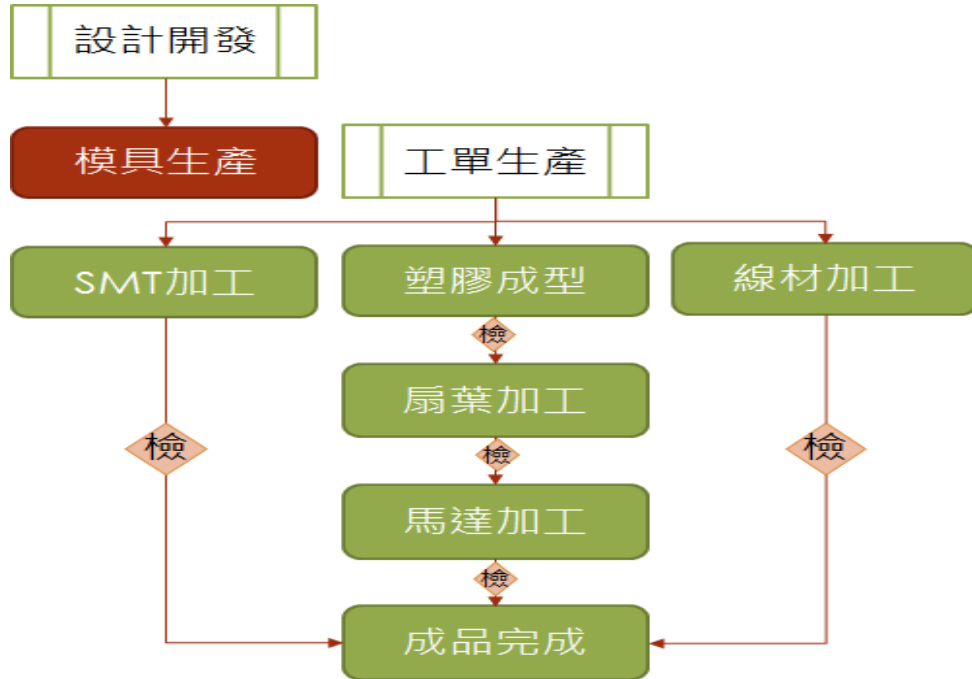 設計開發
模具生產
工單生產
SMT加工
塑膠成型
線材加工
檢
扇葉加工
檢
檢
檢
馬達加工
檢
成品完成